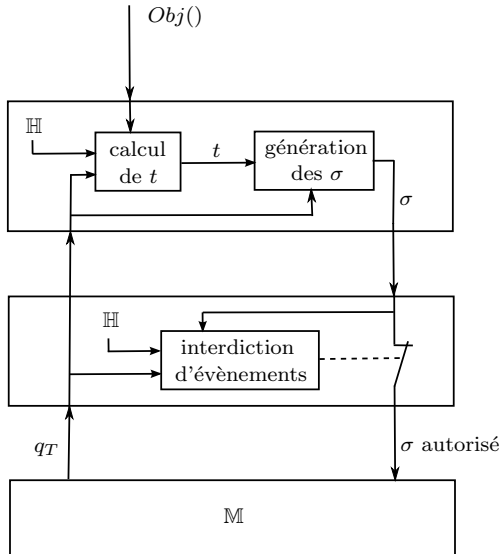 Obj()
ℍ
calcul
de t
t
génération
des σ
σ
ℍ
interdiction
d'évènements
q_T
σ autorisé
𝕄